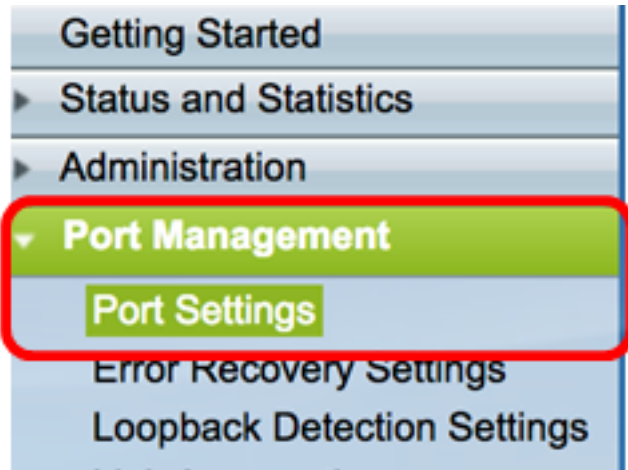 Getting Started
Status and Statistics
Administration
Port Management
Port Settings
Error Recovery Settings
Loopback Detection Settings